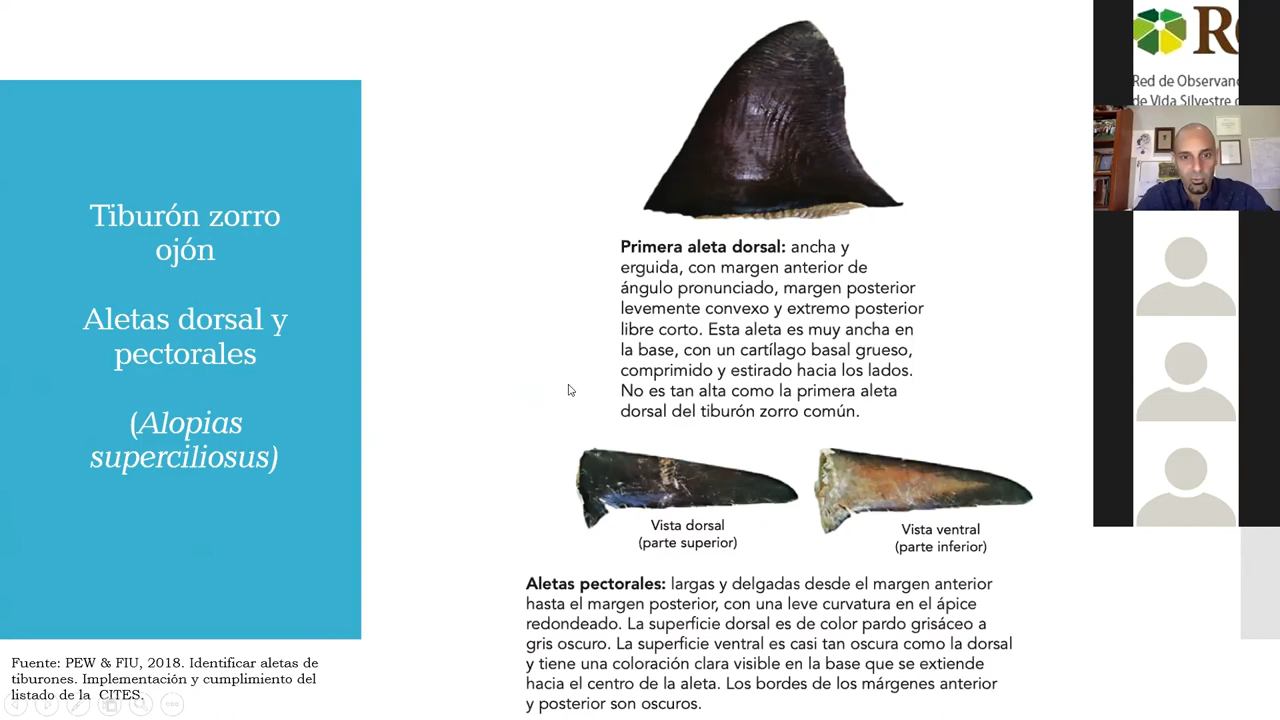 Tiburón zorro
ojón
Aletas dorsal y
pectorales
(Alopias
superciliosus)
Fuente: PEW & FIU, 2018. Identificar aletas de
tiburones. Implementación y cumplimiento del
listado de la CITES.
Primera aleta dorsal: ancha y
erguida, con margen anterior de
ángulo pronunciado, margen posterior
levemente convexo y extremo posterior
libre corto. Esta aleta es muy ancha en
la base, con un cartílago basal grueso,
comprimido y estirado hacia los lados.
No es tan alta como la primera aleta
dorsal del tiburón zorro común.
Vista dorsal
(parte superior)
Vista ventral
(parte inferior)
Aletas pectorales: largas y delgadas desde el margen anterior
hasta el margen posterior, con una leve curvatura en el ápice
redondeado. La superficie dorsal es de color pardo grisáceo a
gris oscuro. La superficie ventral es casi tan oscura como la dorsal
y tiene una coloración clara visible en la base que se extiende
hacia el centro de la aleta. Los bordes de los márgenes anterior
y posterior son oscuros.
Red de
de Vida Silvestre